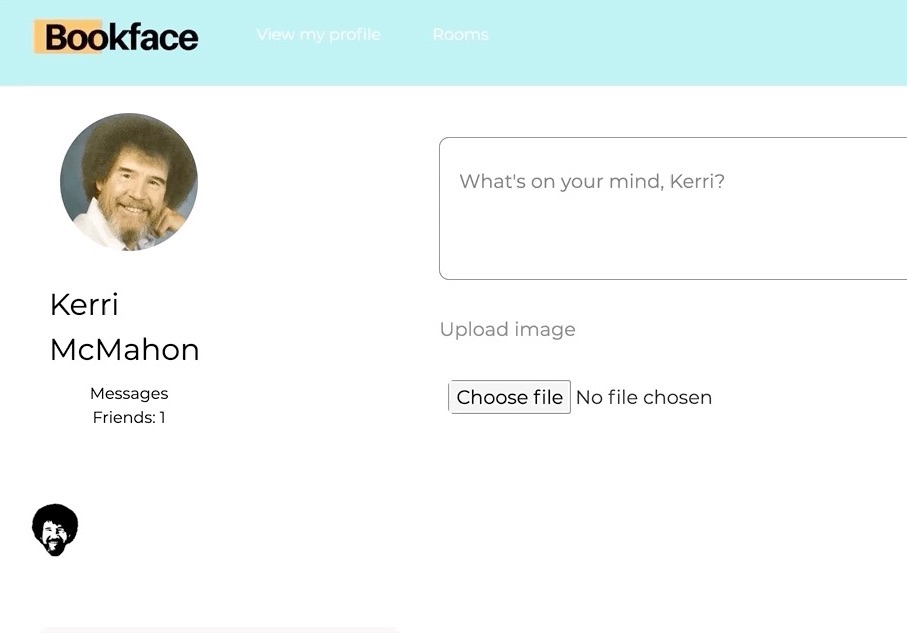 Bookface
View my profile
Rooms
What's on your mind, Kerri?
Kerri
McMahon
Messages
Friends: 1
Upload image
Choose file No file chosen